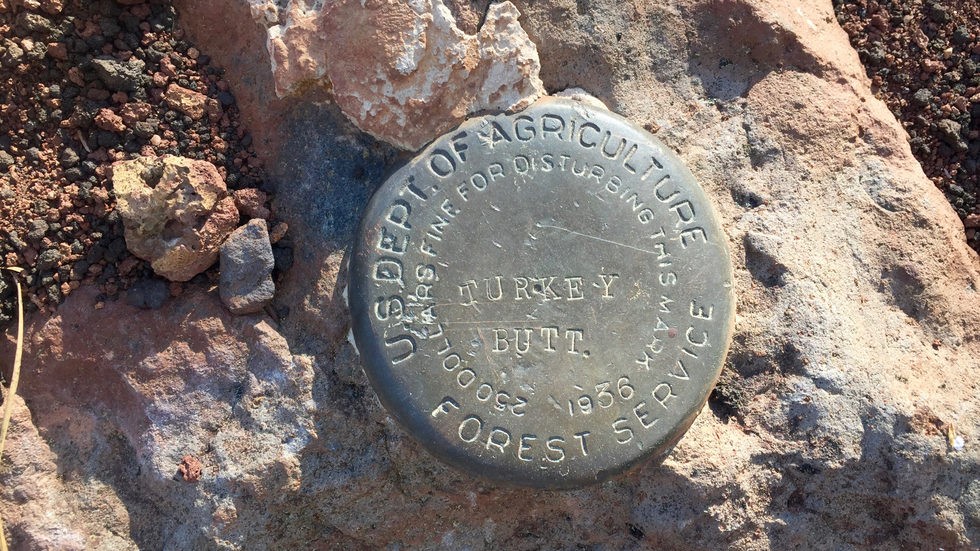 U.S. DEPT. OF AGRICULTURE
250 DOLLARS FINE FOR DISTURBING THIS MARK
TURKEY
BUTT.
1936
FOREST SERVICE